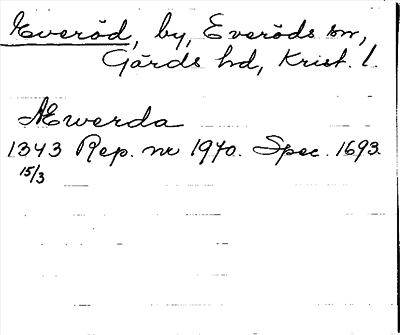 Everöd, by, Everöds sn,
Gärds hd, Krist. l.
Æwerda
1343 Rep. nr 1970. Spec. 1693.
15/3